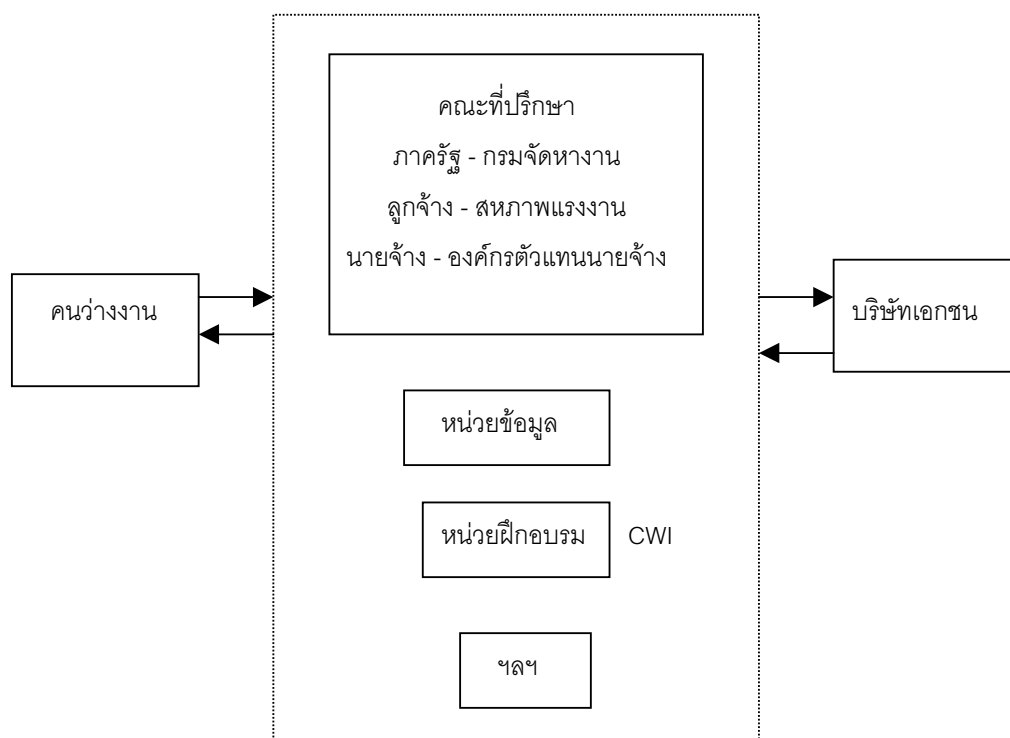 คณะที่ปรึกษา
ภาครัฐ - กรมจัดหางาน
ลูกจ้าง - สหภาพแรงงาน
นายจ้าง - องค์กรตัวแทนนายจ้าง
คนว่างงาน
บริษัทเอกชน
หน่วยข้อมูล
หน่วยฝึกอบรม CWI
ฯลฯ